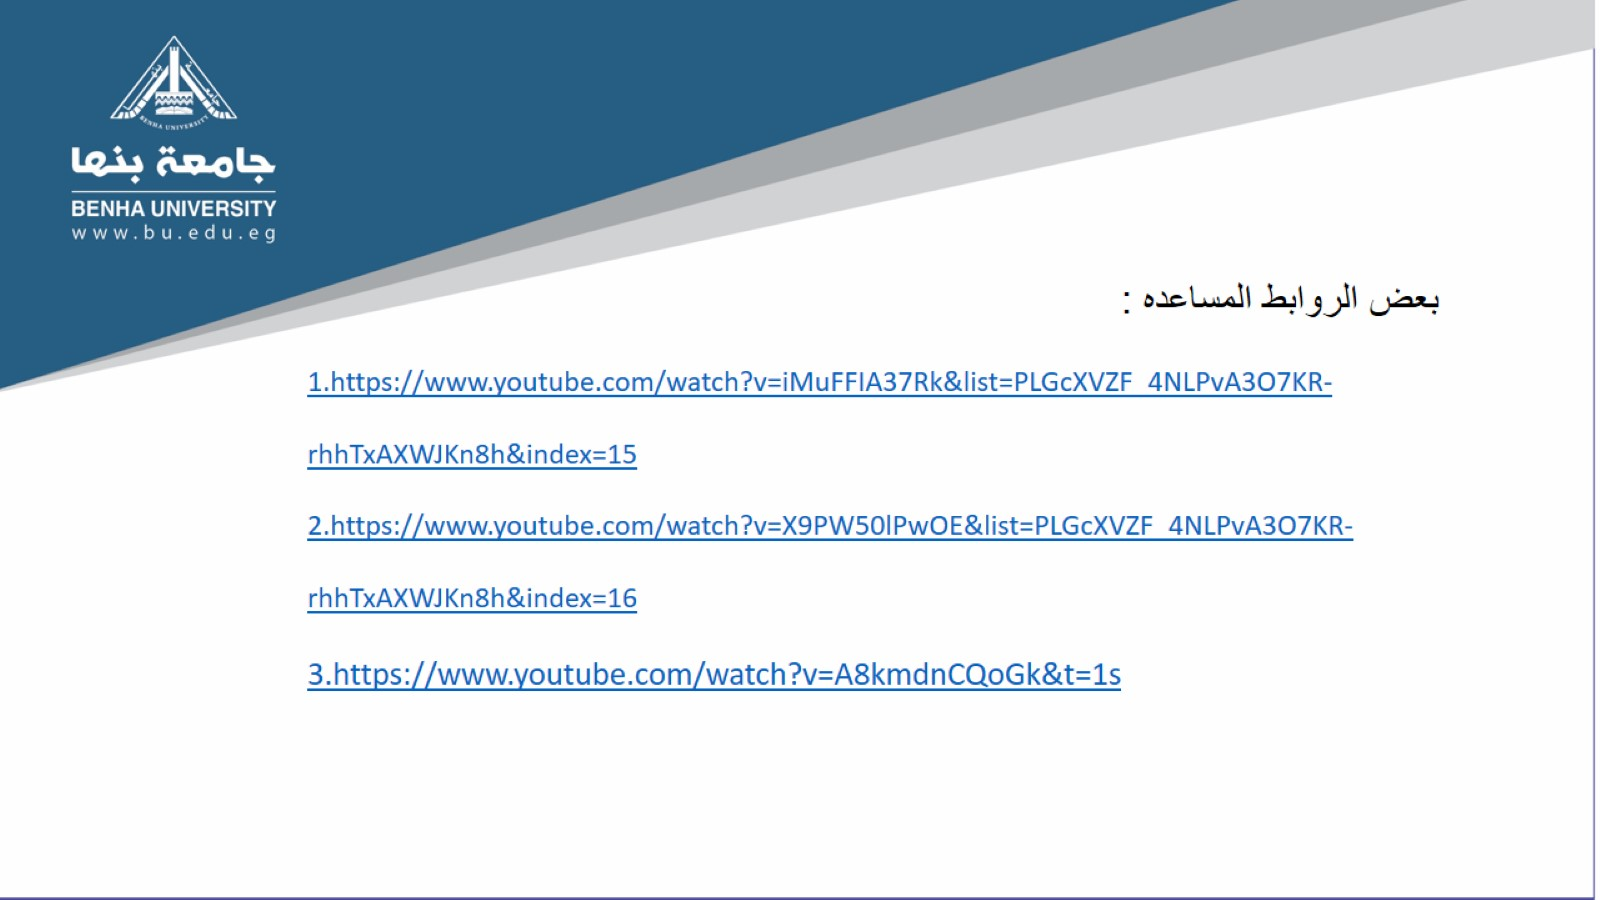 BENHA UNIVERSITY
جامعة بنها
BENHA UNIVERSITY
www.bu.edu.eg
بعض الروابط المساعده :
1.https://www.youtube.com/watch?v=iMuFFIA37Rk&list=PLGcXVZF_4NLPvA3O7KR-
rhhTxAXWJKn8h&index=15
2.https://www.youtube.com/watch?v=X9PW50lPwOE&list=PLGcXVZF_4NLPvA3O7KR-
rhhTxAXWJKn8h&index=16
3.https://www.youtube.com/watch?v=A8kmdnCQoGk&t=1s